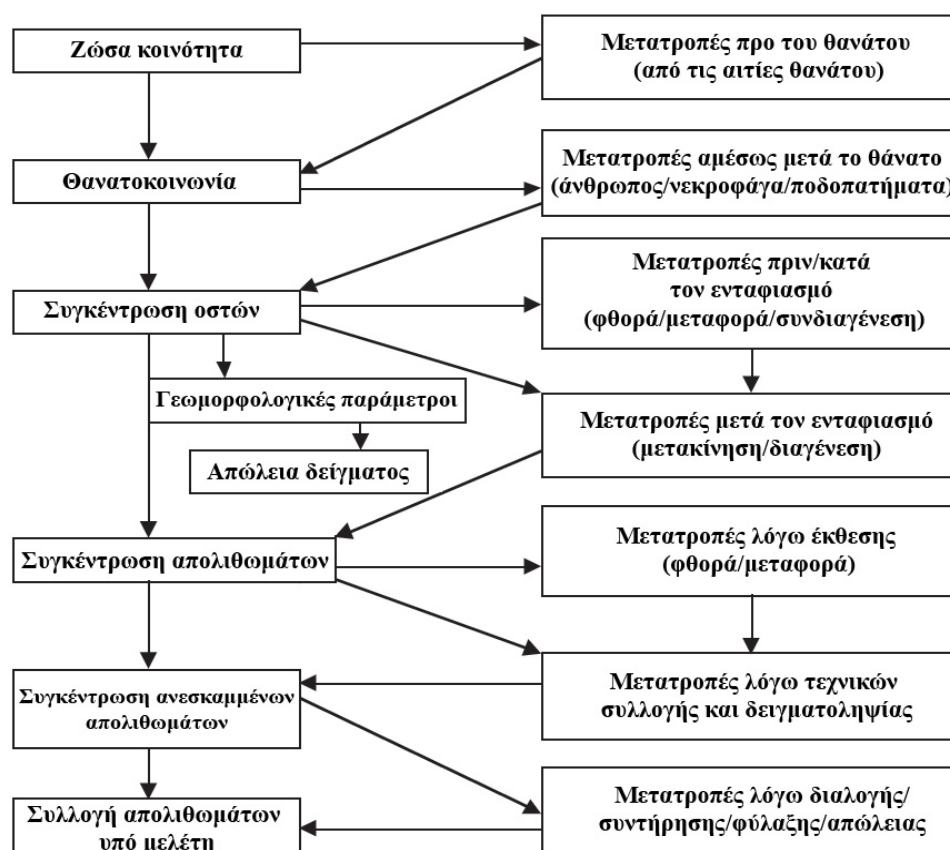 Ζώσα κοινότητα
Μετατροπές προ του θανάτου
(από τις αιτίες θανάτου)
Θανατοκοινωνία
Μετατροπές αμέσως μετά το θάνατο
(άνθρωπος/νεκροφάγα/ποδοπατήματα)
Συγκέντρωση οστών
Μετατροπές πριν/κατά
τον ενταφιασμό
(φθορά/μεταφορά/συνδιαγένεση)
Γεωμορφολογικές παράμετροι
Απώλεια δείγματος
Μετατροπές μετά τον ενταφιασμό
(μετακίνηση/διαγένεση)
Συγκέντρωση απολιθωμάτων
Μετατροπές λόγω έκθεσης
(φθορά/μεταφορά)
Συγκέντρωση ανεσκαμμένων
απολιθωμάτων
Μετατροπές λόγω τεχνικών
συλλογής και δειγματοληψίας
Συλλογή απολιθωμάτων
υπό μελέτη
Μετατροπές λόγω διαλογής/
συντήρησης/φύλαξης/απώλειας